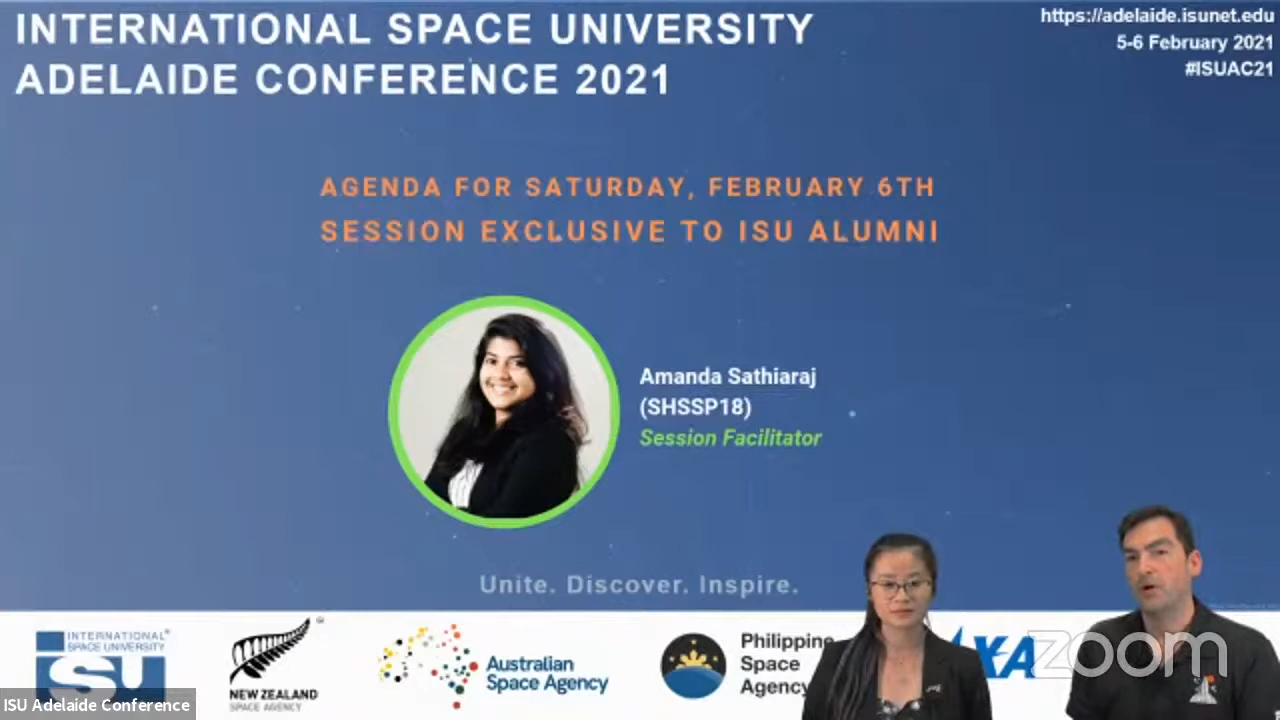 INTERNATIONAL SPACE UNIVERSITY
ADELAIDE CONFERENCE 2021
https://adelaide.isunet.edu
5-6 February 2021
#ISUAC21
AGENDA FOR SATURDAY, FEBRUARY 6TH
SESSION EXCLUSIVE TO ISU ALUMNI
Amanda Sathiaraj
(SHSSP18)
Session Facilitator
Unite. Discover. Inspire.
INTERNATIONAL
SPACE UNIVERSITY
ISU
NEW ZEALAND
SPACE AGENCY
Australian
Space Agency
Philippine
Space
Agency
XA
zoom
ISU Adelaide Conference